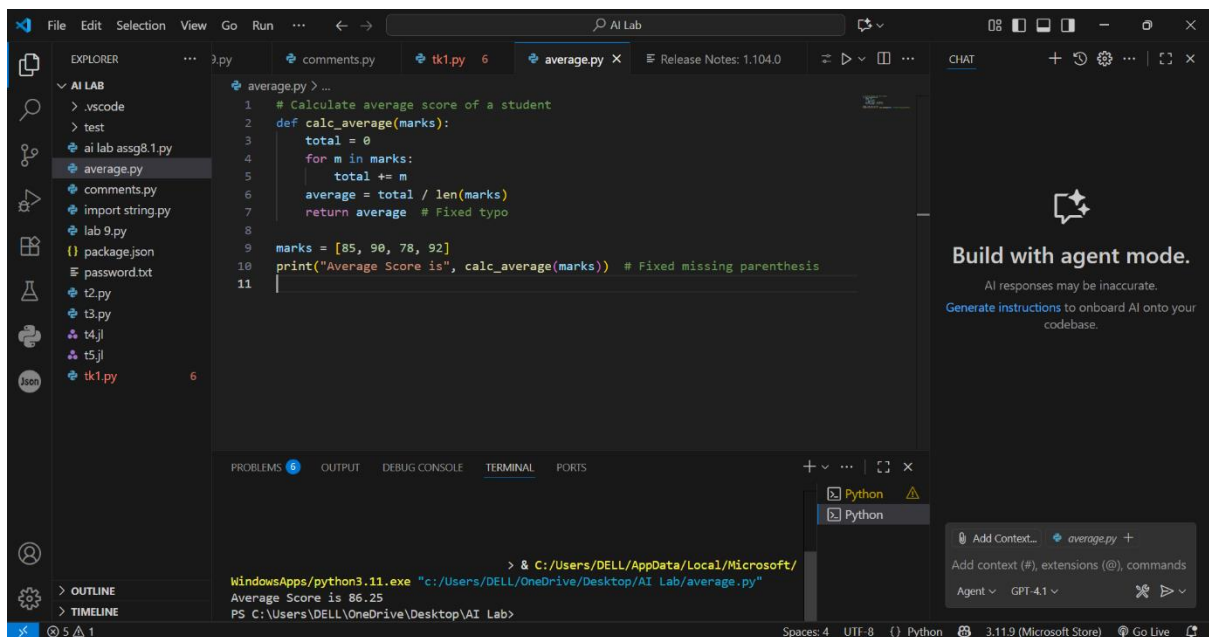 File Edit Selection View Go Run ··· AI Lab
EXPLORER ···
AI LAB
.vscode
test
ai lab assg8.1.py
average.py
comments.py
import string.py
lab 9.py
{} package.json
password.txt
t2.py
t3.py
t4.jl
t5.jl
tk1.py 6
OUTLINE
TIMELINE
9.py comments.py tk1.py 6 average.py Release Notes: 1.104.0
average.py > ...
1 # Calculate average score of a student
2 def calc_average(marks):
3 total = 0
4 for m in marks:
5 total += m
6 average = total / len(marks)
7 return average # Fixed typo
8
9 marks = [85, 90, 78, 92]
10 print("Average Score is", calc_average(marks)) # Fixed missing parenthesis
11
PROBLEMS 6 OUTPUT DEBUG CONSOLE TERMINAL PORTS
Python
Python
> & C:/Users/DELL/AppData/Local/Microsoft/
WindowsApps/python3.11.exe "c:/Users/DELL/OneDrive/Desktop/AI Lab/average.py"
Average Score is 86.25
PS C:\Users\DELL\OneDrive\Desktop\AI Lab>
CHAT
Build with agent mode.
AI responses may be inaccurate.
Generate instructions to onboard AI onto your
codebase.
Add Context... average.py +
Add context (#), extensions (@), commands
Agent GPT-4.1
Json
5 1 Spaces: 4 UTF-8 {} Python 3.11.9 (Microsoft Store) Go Live